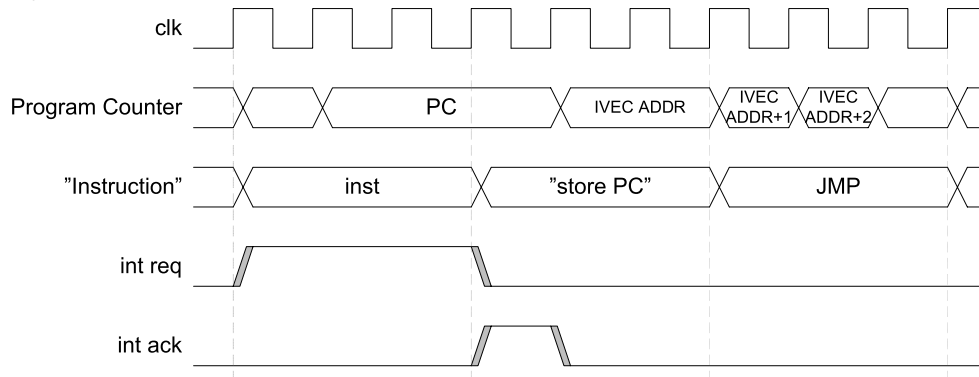 clk
Program Counter
PC
IVEC ADDR
IVEC
ADDR+1
IVEC
ADDR+2
”Instruction”
inst
”store PC”
JMP
int req
int ack